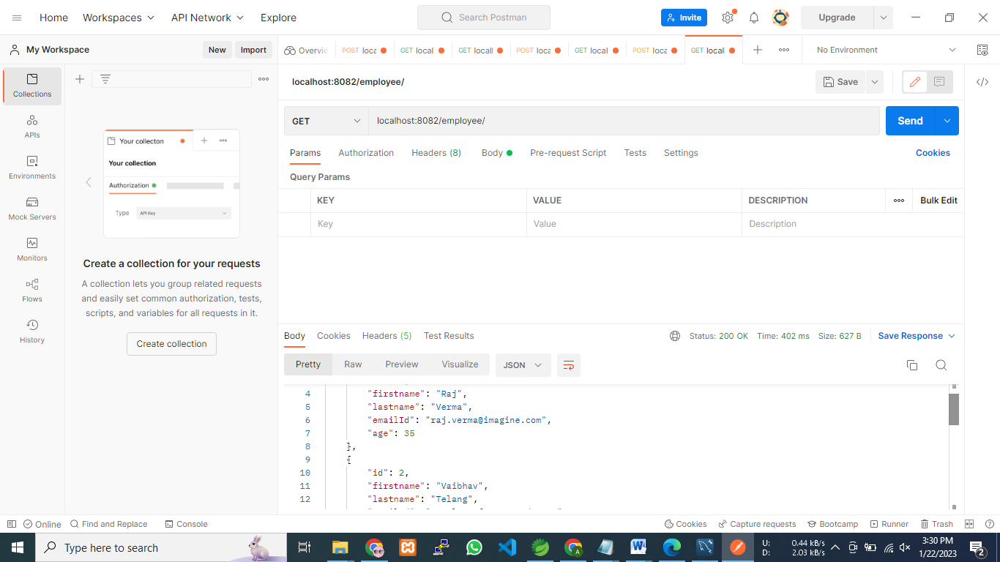 Home Workspaces API Network Explore Search Postman Invite Upgrade
My Workspace New Import
Overvie POST loca GET local GET locall POST loca GET local POST loca GET local No Environment
Collections
APIs
Environments
Mock Servers
Monitors
Flows
History
Your collecton
Your collection
Authorization
Type API Key
Create a collection for your requests
A collection lets you group related requests
and easily set common authorization, tests,
scripts, and variables for all requests in it.
Create collection
localhost:8082/employee/ Save
GET localhost:8082/employee/ Send
Params Authorization Headers (8) Body Pre-request Script Tests Settings Cookies
Query Params
KEY VALUE DESCRIPTION Bulk Edit
Key Value Description
Body Cookies Headers (5) Test Results Status: 200 OK Time: 402 ms Size: 627 B Save Response
Pretty Raw Preview Visualize JSON
4 "firstname": "Raj",
5 "lastname": "Verma",
6 "emailId": "raj.verma@imagine.com",
7 "age": 35
8 },
9 {
10 "id": 2,
11 "firstname": "Vaibhav",
12 "lastname": "Telang",
Online Find and Replace Console Cookies Capture requests Bootcamp Runner Trash
Type here to search
U: 0.44 kB/s
D: 2.03 kB/s
3:30 PM
1/22/2023
2